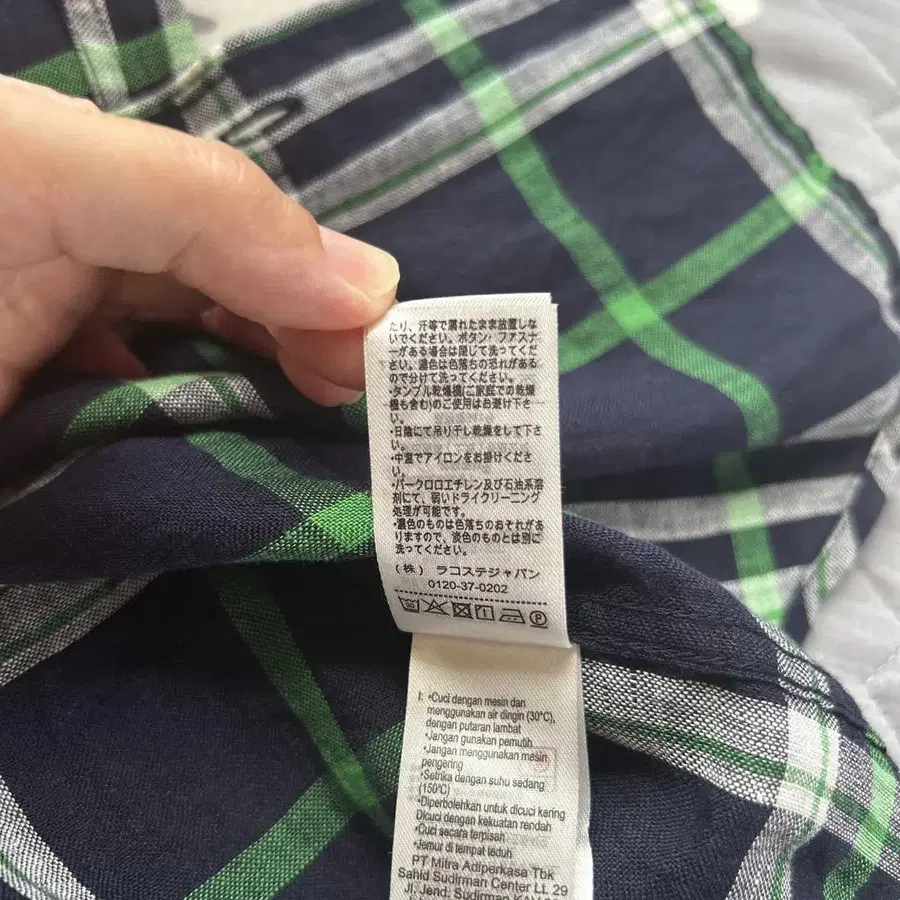 たり、汗等で濡れたまま放置しな
いでください。ボタン・ファスナ
ーがある場合は閉じて洗ってくだ
さい。濃色は色落ちの恐れがある
ので分けて洗ってください。
・タンブル乾燥機(ご家庭での乾燥
機も含む)のご使用はお避け下さ
い。
・日陰にて吊り干し乾燥をして下さ
い。
・中温でアイロンをお掛けくださ
い。
・パークロロエチレン及び石油系溶
剤にて、弱いドライクリーニング
処理が可能です。
・濃色のものは色落ちのおそれがあ
りますので、淡色のものとは別に
洗ってください。
(株) ラコステジャパン
0120-37-0202
I: •Cuci dengan mesin dan
menggunakan air dingin (30°C),
dengan putaran lambat
•Jangan gunakan pemutih
•Jangan menggunakan masin
pengering
•Setrika dengan suhu sedang
(150°C)
•Diperbolehkan untuk dicuci kering
Dicuci dengan kekuatan rendah
•Cuci secara terpisah
•Jemur di tempat teduh
PT Mitra Adiperkasa Tbk
Sahid Sudirman Center Lt. 29
Jl. Jend. Sudirman